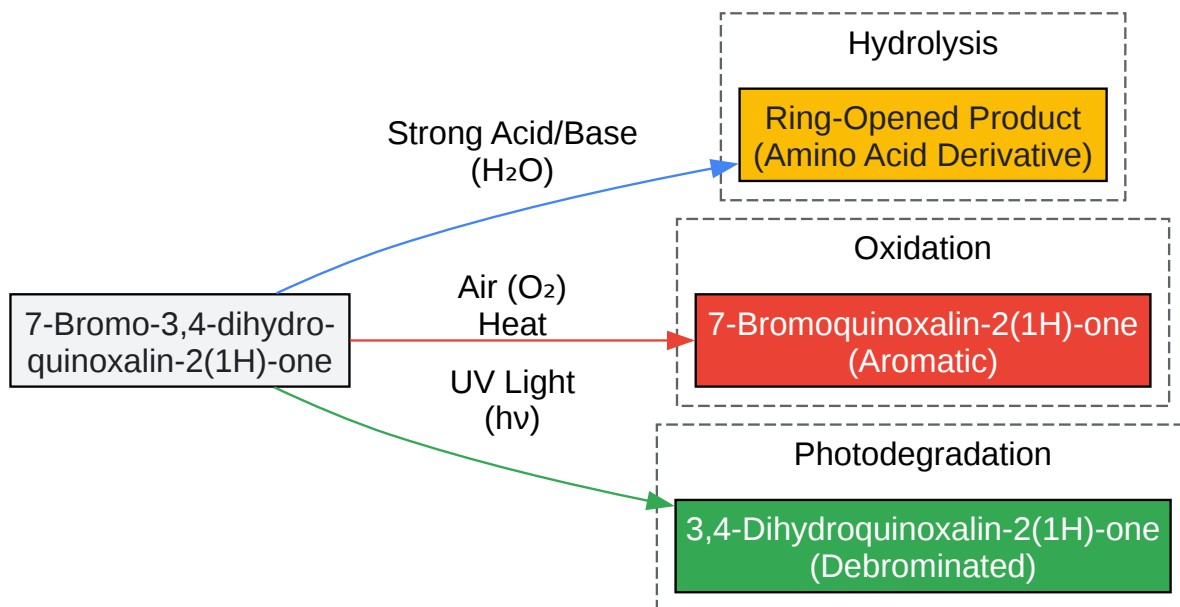 Hydrolysis
Ring-Opened Product
(Amino Acid Derivative)
Strong Acid/Base
(H₂O)
Oxidation
Air (O₂)
Heat
7-Bromo-3,4-dihydro-
quinoxalin-2(1H)-one
7-Bromoquinoxalin-2(1H)-one
(Aromatic)
UV Light
(hν)
Photodegradation
3,4-Dihydroquinoxalin-2(1H)-one
(Debrominated)